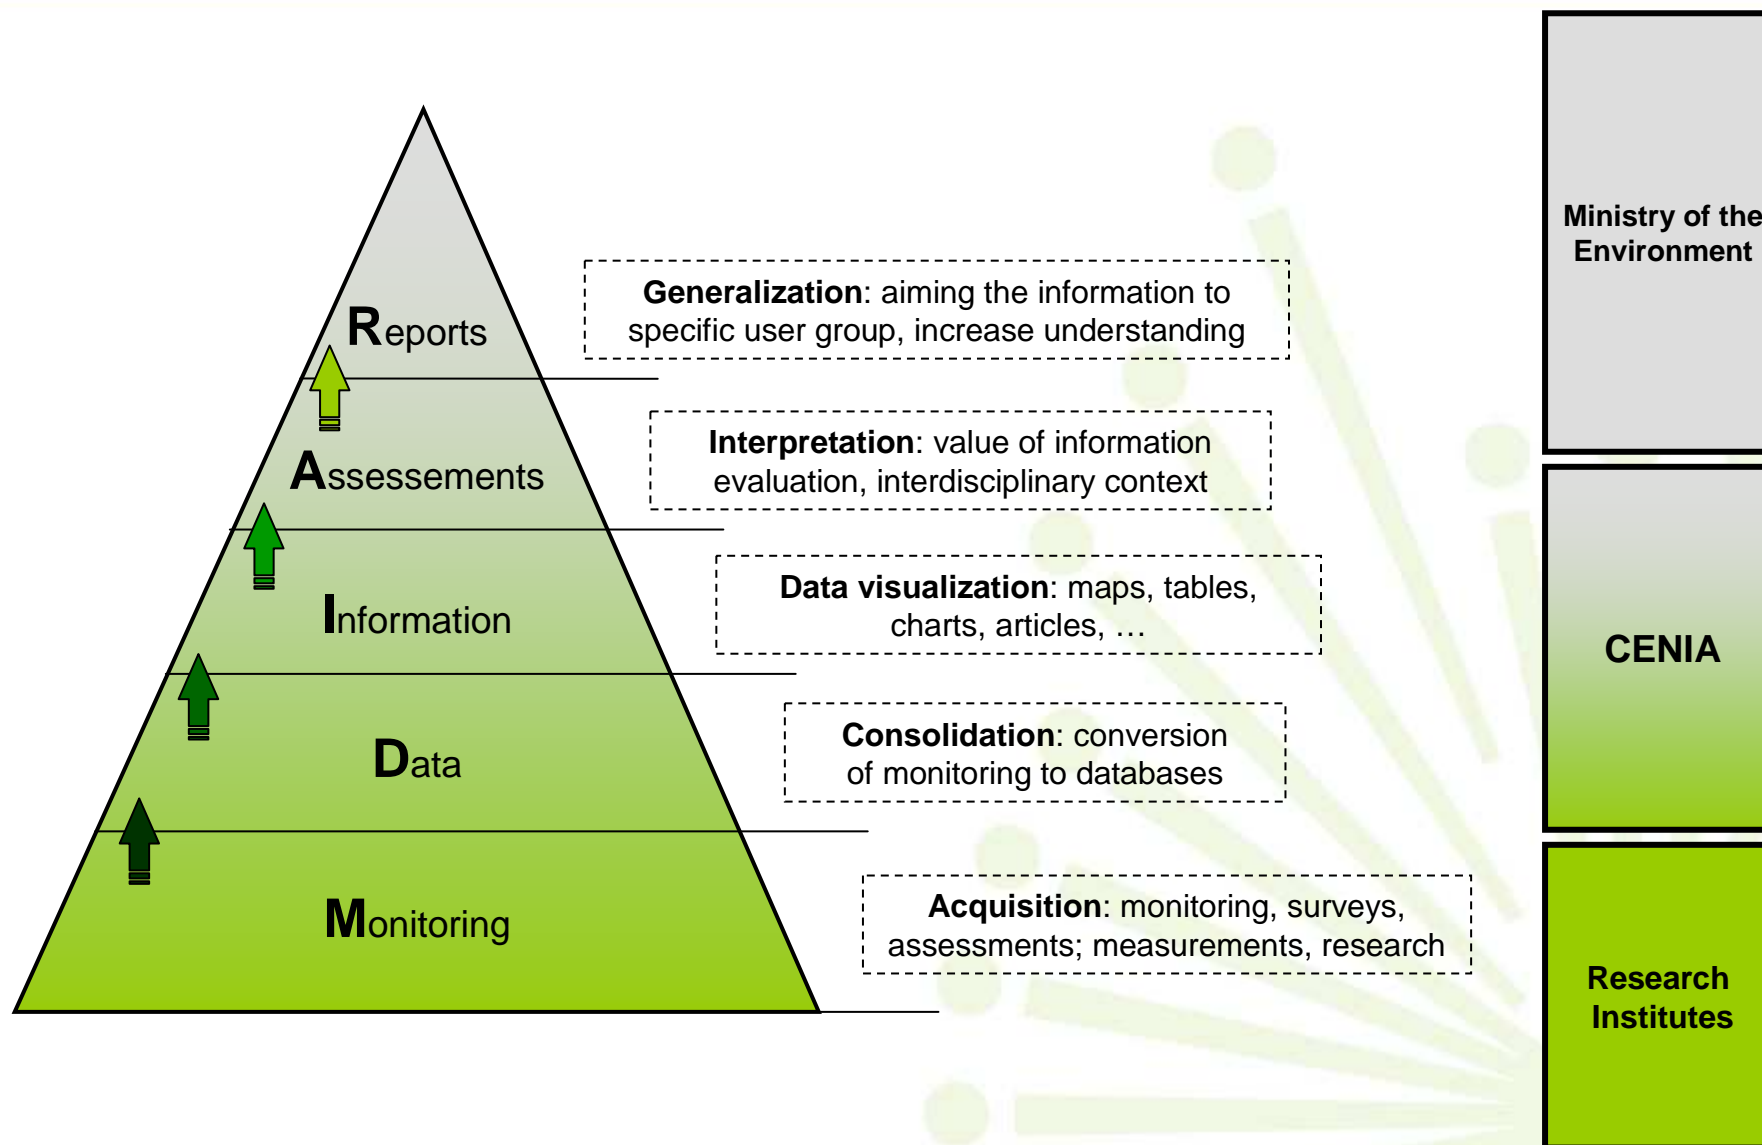 Reports
Generalization: aiming the information to
specific user group, increase understanding
Assessements
Interpretation: value of information
evaluation, interdisciplinary context
Information
Data visualization: maps, tables,
charts, articles, …
Data
Consolidation: conversion
of monitoring to databases
Monitoring
Acquisition: monitoring, surveys,
assessments; measurements, research
Ministry of the
Environment
CENIA
Research
Institutes